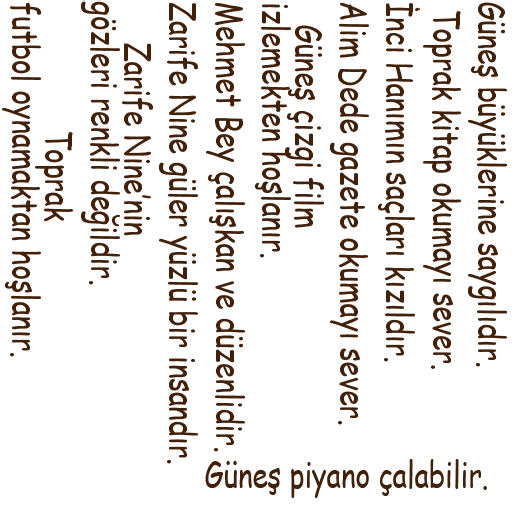 Güneş büyüklerine saygılıdır.
Toprak kitap okumayı sever.
İnci Hanımın saçları kızıldır.
Alim Dede gazete okumayı sever.
Güneş çizgi film
izlemekten hoşlanır.
Mehmet Bey çalışkan ve düzenlidir.
Zarife Nine güler yüzlü bir insandır.
Zarife Nine'nin
gözleri renkli değildir.
Toprak
futbol oynamaktan hoşlanır.
Güneş piyano çalabilir.